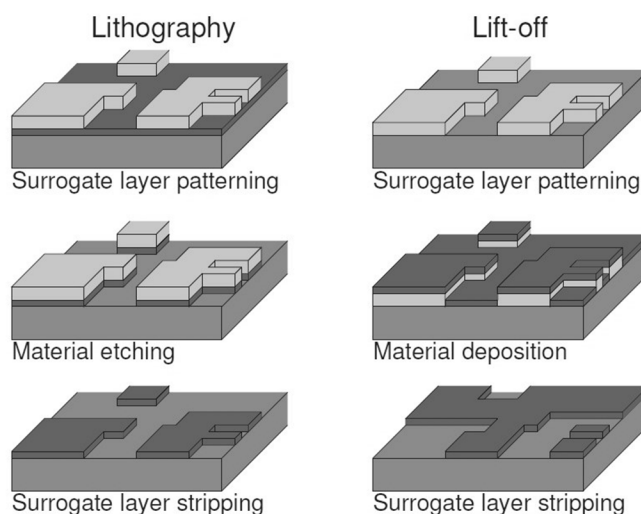 Lithography
Lift-off
Surrogate layer patterning
Surrogate layer patterning
Material etching
Material deposition
Surrogate layer stripping
Surrogate layer stripping